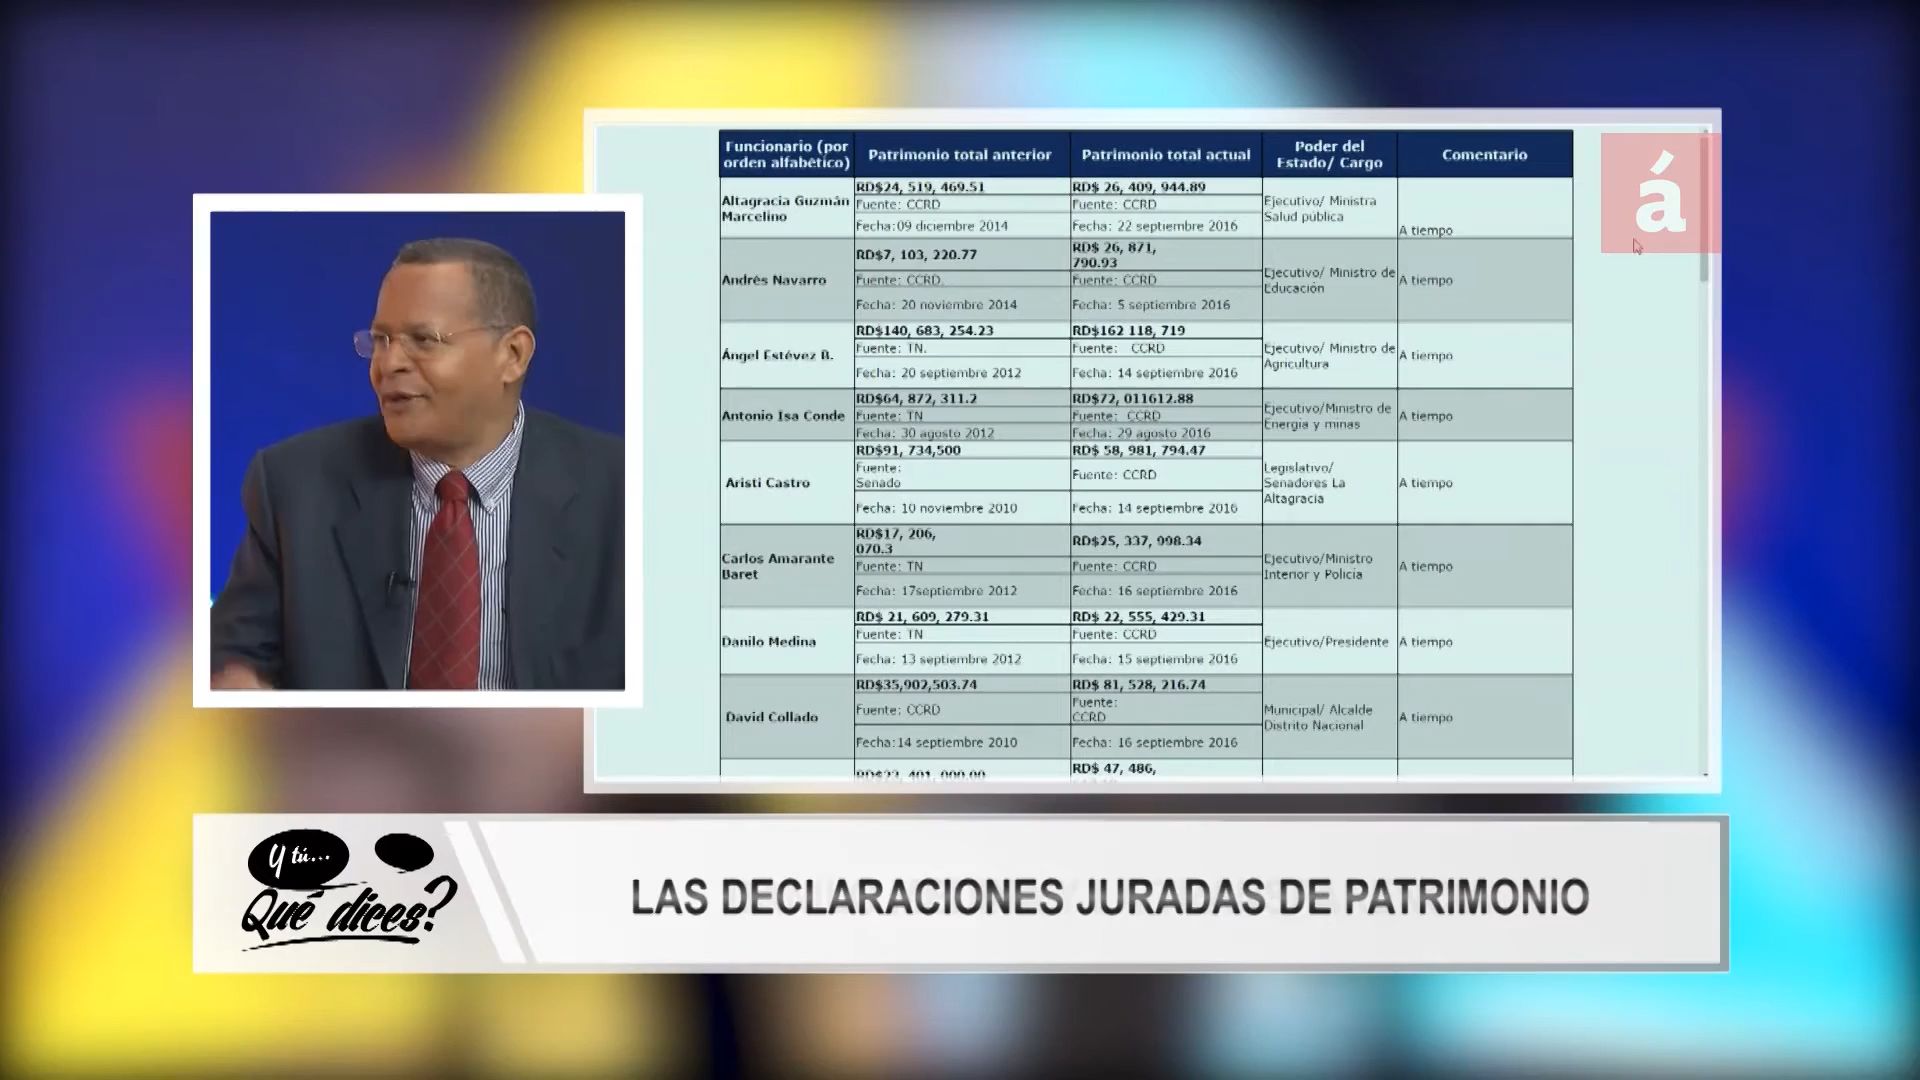 á
Funcionario (por
orden alfabético)
Patrimonio total anterior
Patrimonio total actual
Poder del
Estado/ Cargo
Comentario
Altagracia Guzmán
Marcelino
RD$24, 519, 469.51
Fuente: CCRD
Fecha:09 diciembre 2014
RD$ 26, 409, 944.89
Fuente: CCRD
Fecha: 22 septiembre 2016
Ejecutivo/ Ministra
Salud pública
A tiempo
Andrés Navarro
RD$7, 103, 220.77
Fuente: CCRD.
Fecha: 20 noviembre 2014
RD$ 26, 871,
790.93
Fuente: CCRD
Fecha: 5 septiembre 2016
Ejecutivo/ Ministro de
Educación
A tiempo
Ángel Estévez B.
RD$140, 683, 254.23
Fuente: TN.
Fecha: 20 septiembre 2012
RD$162 118, 719
Fuente: CCRD
Fecha: 14 septiembre 2016
Ejecutivo/ Ministro de
Agricultura
A tiempo
Antonio Isa Conde
RD$64, 872, 311.2
Fuente: TN
Fecha: 30 agosto 2012
RD$72, 011612.88
Fuente: CCRD
Fecha: 29 agosto 2016
Ejecutivo/Ministro de
Energia y minas
A tiempo
Aristi Castro
RD$91, 734,500
Fuente:
Senado
Fecha: 10 noviembre 2010
RD$ 58, 981, 794.47
Fuente: CCRD
Fecha: 14 septiembre 2016
Legislativo/
Senadores La
Altagracia
A tiempo
Carlos Amarante
Baret
RD$17, 206,
070.3
Fuente: TN
Fecha: 17septiembre 2012
RD$25, 337, 998.34
Fuente: CCRD
Fecha: 16 septiembre 2016
Ejecutivo/Ministro
Interior y Policía
A tiempo
Danilo Medina
RD$ 21, 609, 279.31
Fuente: TN
Fecha: 13 septiembre 2012
RD$ 22, 555, 429.31
Fuente: CCRD
Fecha: 15 septiembre 2016
Ejecutivo/Presidente
A tiempo
David Collado
RD$35,902,503.74
Fuente: CCRD
Fecha:14 septiembre 2010
RD$ 81, 528, 216.74
Fuente:
CCRD
Fecha: 16 septiembre 2016
Municipal/ Alcalde
Distrito Nacional
A tiempo
RD$ 47, 486,
Y tú...
Qué dices?
LAS DECLARACIONES JURADAS DE PATRIMONIO